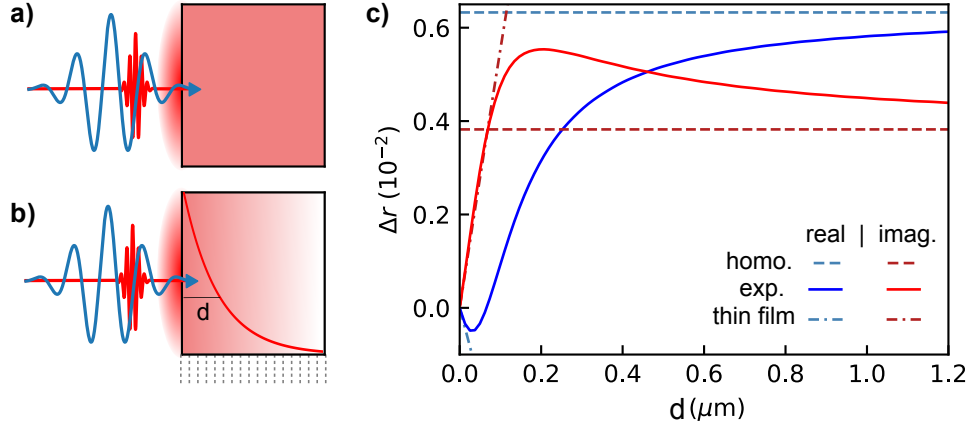 a)
b)
d
c)
Δr (10⁻²)
0.6
0.4
0.2
0.0
0.0 0.2 0.4 0.6 0.8 1.0 1.2
d (μm)
real | imag.
homo.
exp.
thin film